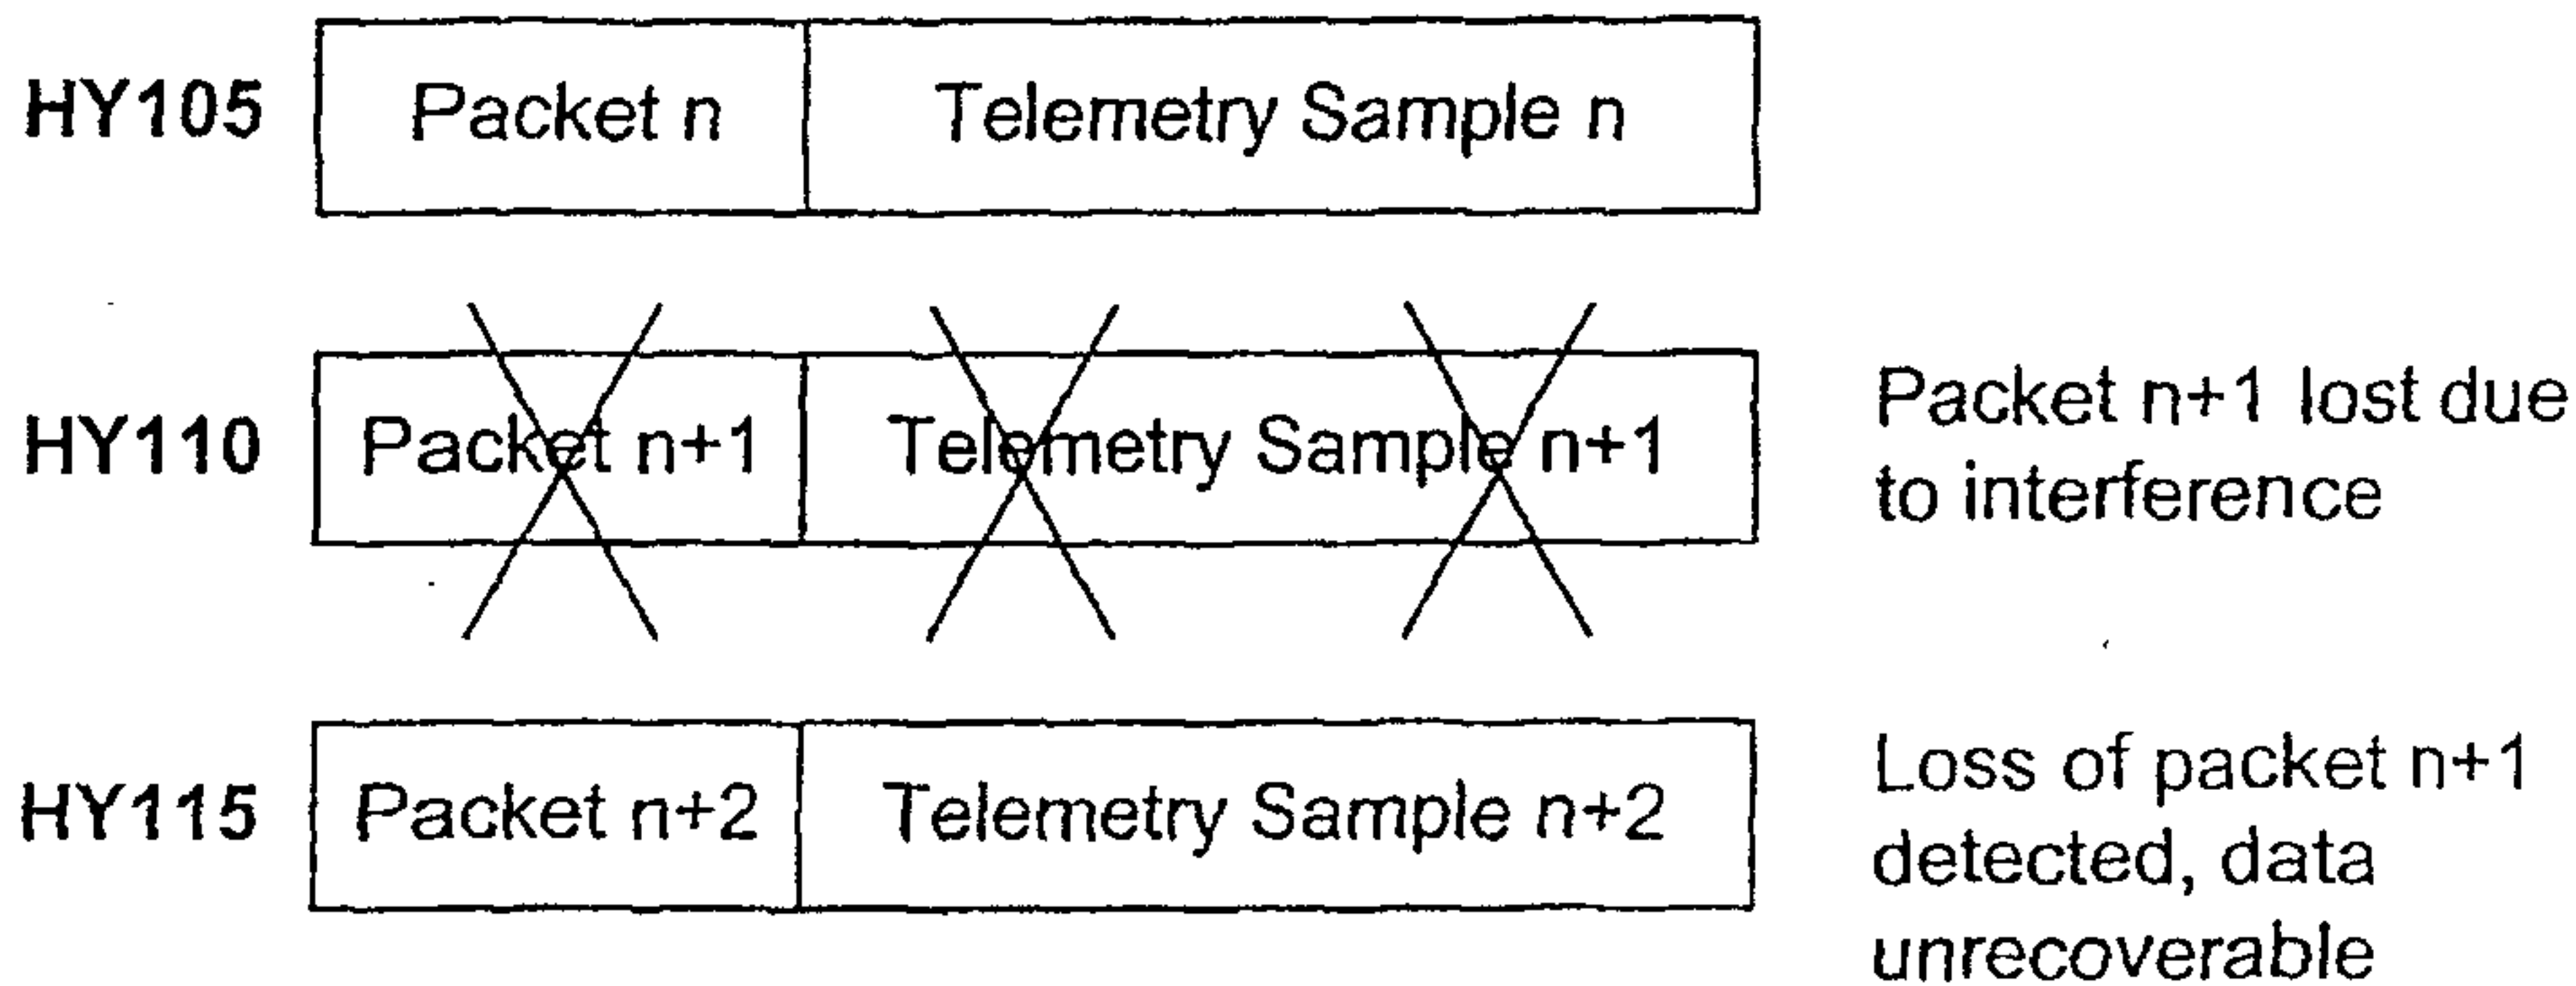 HY105 Packet n Telemetry Sample n
HY110 Packet n+1 Telemetry Sample n+1
Packet n+1 lost due
to interference
HY115 Packet n+2 Telemetry Sample n+2
Loss of packet n+1
detected, data
unrecoverable